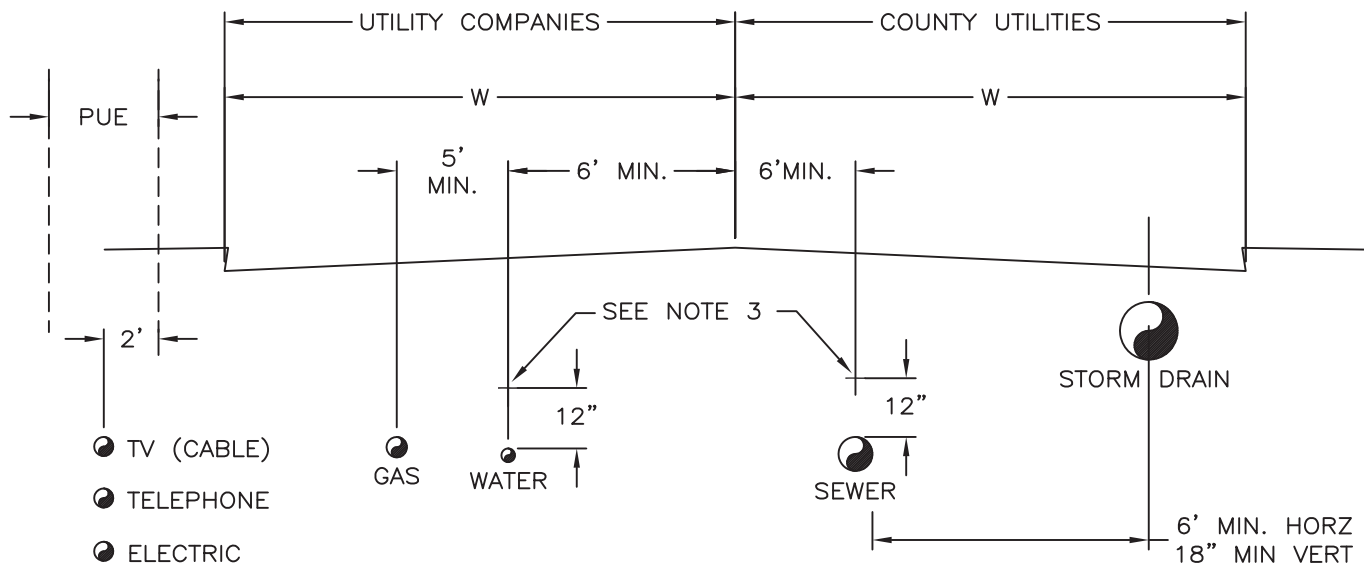 UTILITY COMPANIES
COUNTY UTILITIES
W
W
PUE
5'
MIN.
6' MIN.
6'MIN.
SEE NOTE 3
2'
12"
12"
STORM DRAIN
TV (CABLE)
GAS
WATER
SEWER
TELEPHONE
ELECTRIC
6' MIN. HORZ
18" MIN VERT